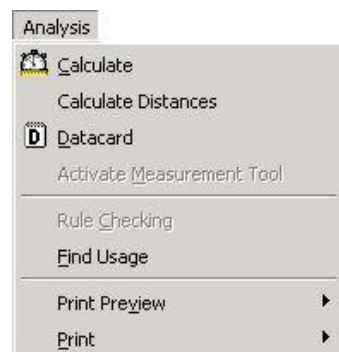 Analysis
Calculate
Calculate Distances
D Datacard
Activate Measurement Tool
Rule Checking
Find Usage
Print Preview
Print